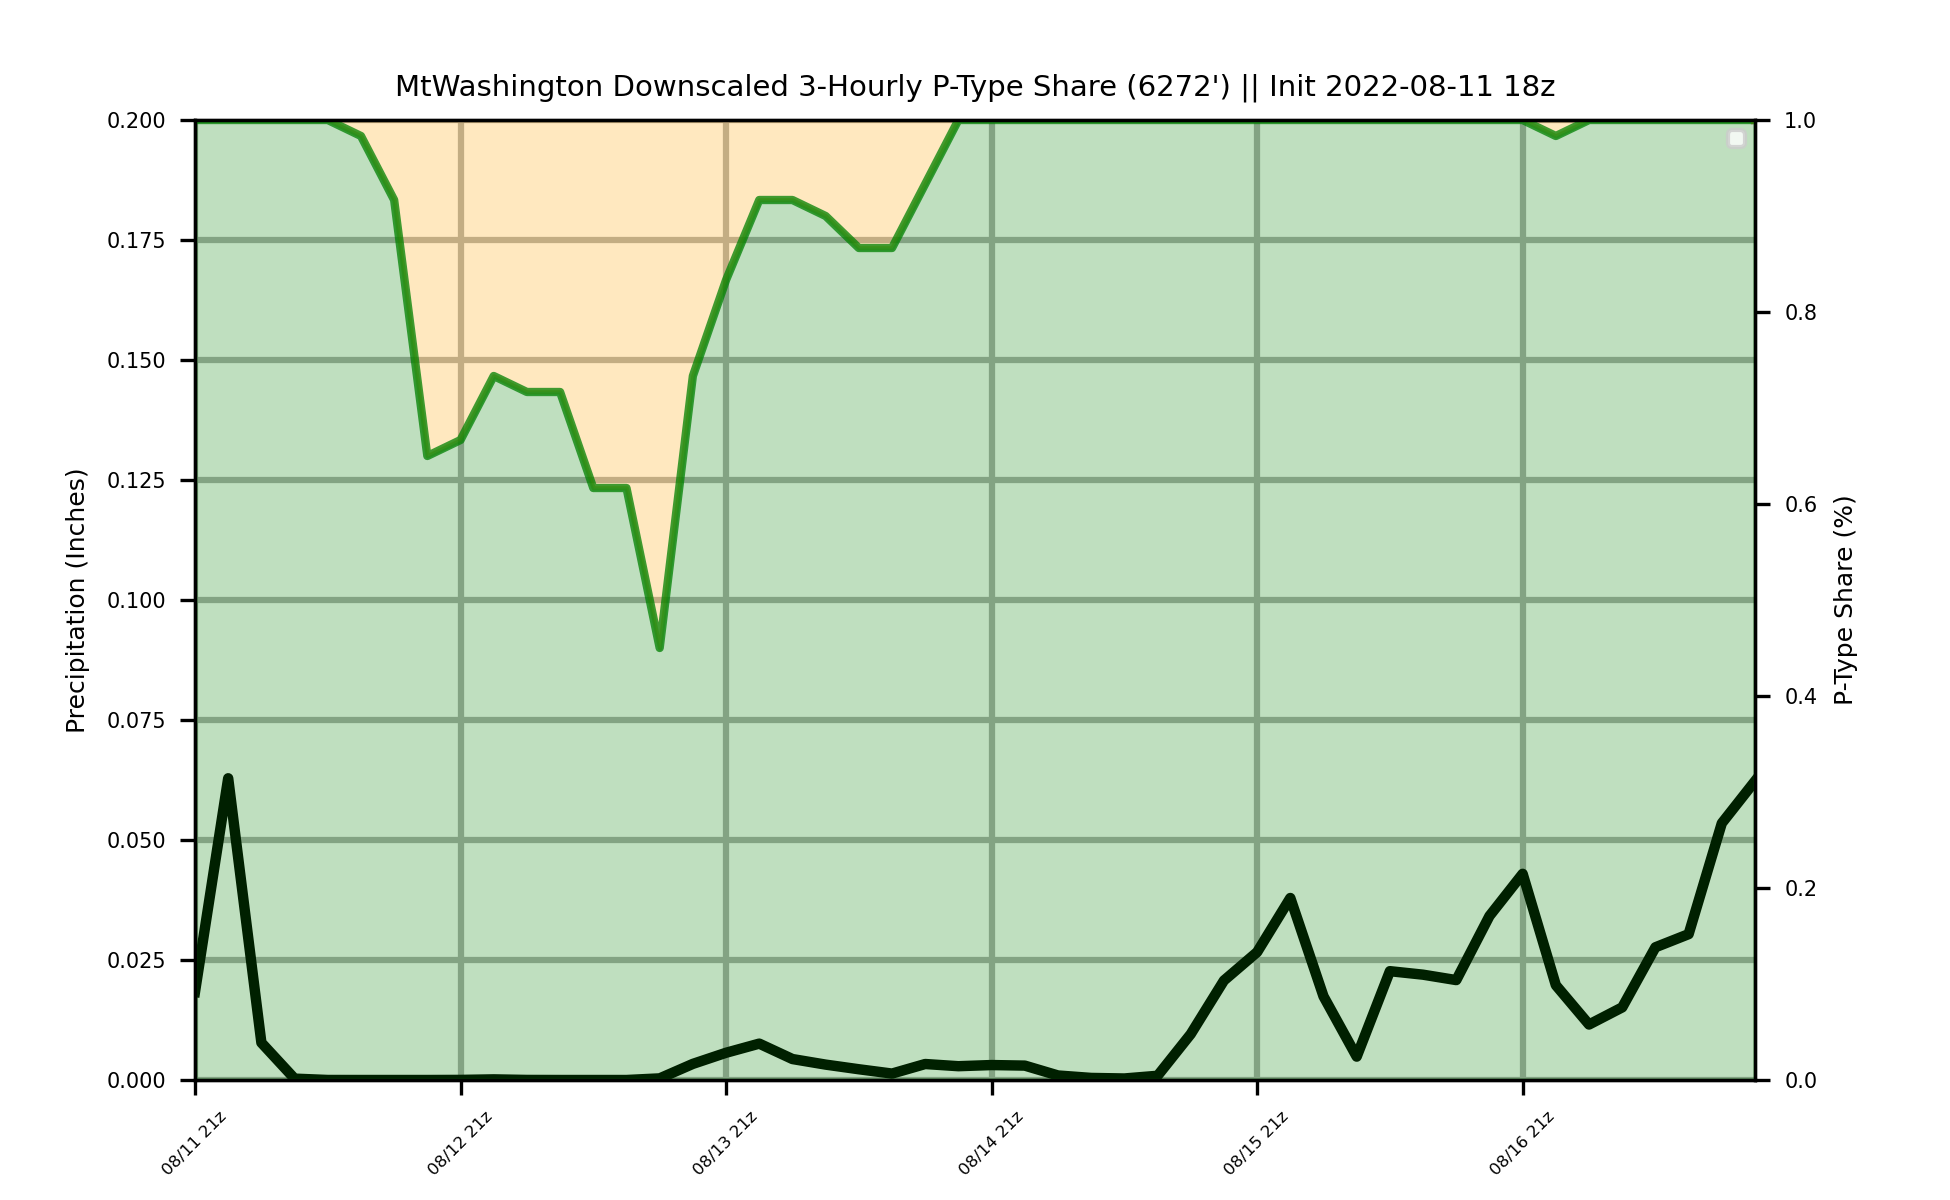 MtWashington Downscaled 3-Hourly P-Type Share (6272') || Init 2022-08-11 18z
0.200
0.175
0.150
0.125
0.100
0.075
0.050
0.025
0.000
Precipitation (Inches)
1.0
0.8
0.6
0.4
0.2
0.0
P-Type Share (%)
08/11 21z
08/12 21z
08/13 21z
08/14 21z
08/15 21z
08/16 21z